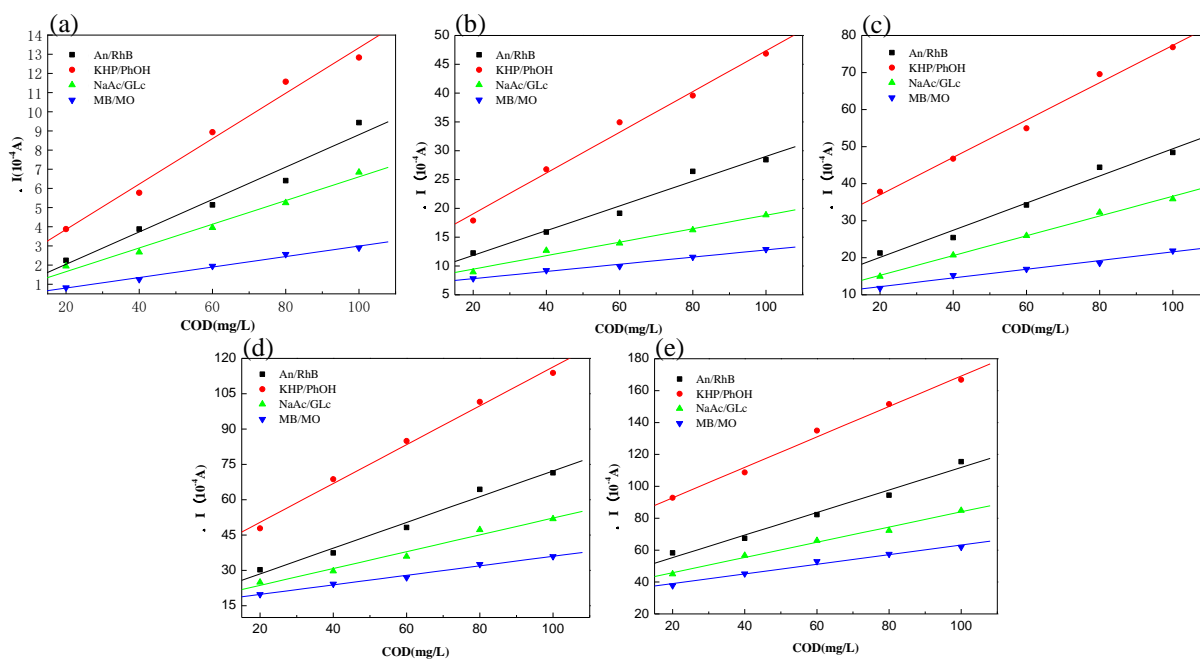 (a)
14
13
12
11
10
9
8
7
6
5
4
3
2
1
An/RhB
KHP/PhOH
NaAc/GLc
MB/MO
I(10⁻⁴A)
20 40 60 80 100
COD(mg/L)
(b)
50
45
40
35
30
25
20
15
10
5
An/RhB
KHP/PhOH
NaAc/GLc
MB/MO
I (10⁻⁴A)
20 40 60 80 100
COD(mg/L)
(c)
80
70
60
50
40
30
20
10
An/RhB
KHP/PhOH
NaAc/GLc
MB/MO
I (10⁻⁴A)
20 40 60 80 100
COD(mg/L)
(d)
120
105
90
75
60
45
30
15
An/RhB
KHP/PhOH
NaAc/GLc
MB/MO
I (10⁻⁴A)
20 40 60 80 100
COD(mg/L)
(e)
180
160
140
120
100
80
60
40
20
An/RhB
KHP/PhOH
NaAc/GLc
MB/MO
I (10⁻⁴A)
20 40 60 80 100
COD(mg/L)